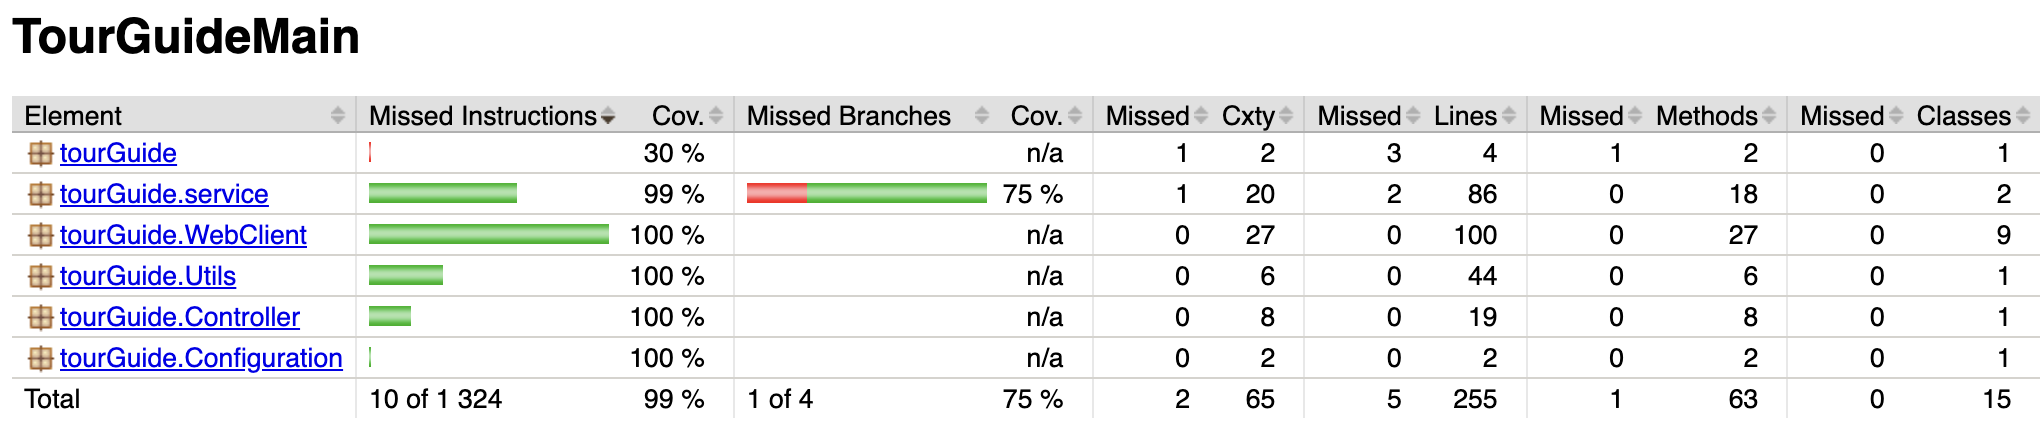 TourGuideMain
Element Missed Instructions Cov. Missed Branches Cov. Missed Cxty Missed Lines Missed Methods Missed Classes
tourGuide 30 % n/a 1 2 3 4 1 2 0 1
tourGuide.service 99 % 75 % 1 20 2 86 0 18 0 2
tourGuide.WebClient 100 % n/a 0 27 0 100 0 27 0 9
tourGuide.Utils 100 % n/a 0 6 0 44 0 6 0 1
tourGuide.Controller 100 % n/a 0 8 0 19 0 8 0 1
tourGuide.Configuration 100 % n/a 0 2 0 2 0 2 0 1
Total 10 of 1 324 99 % 1 of 4 75 % 2 65 5 255 1 63 0 15